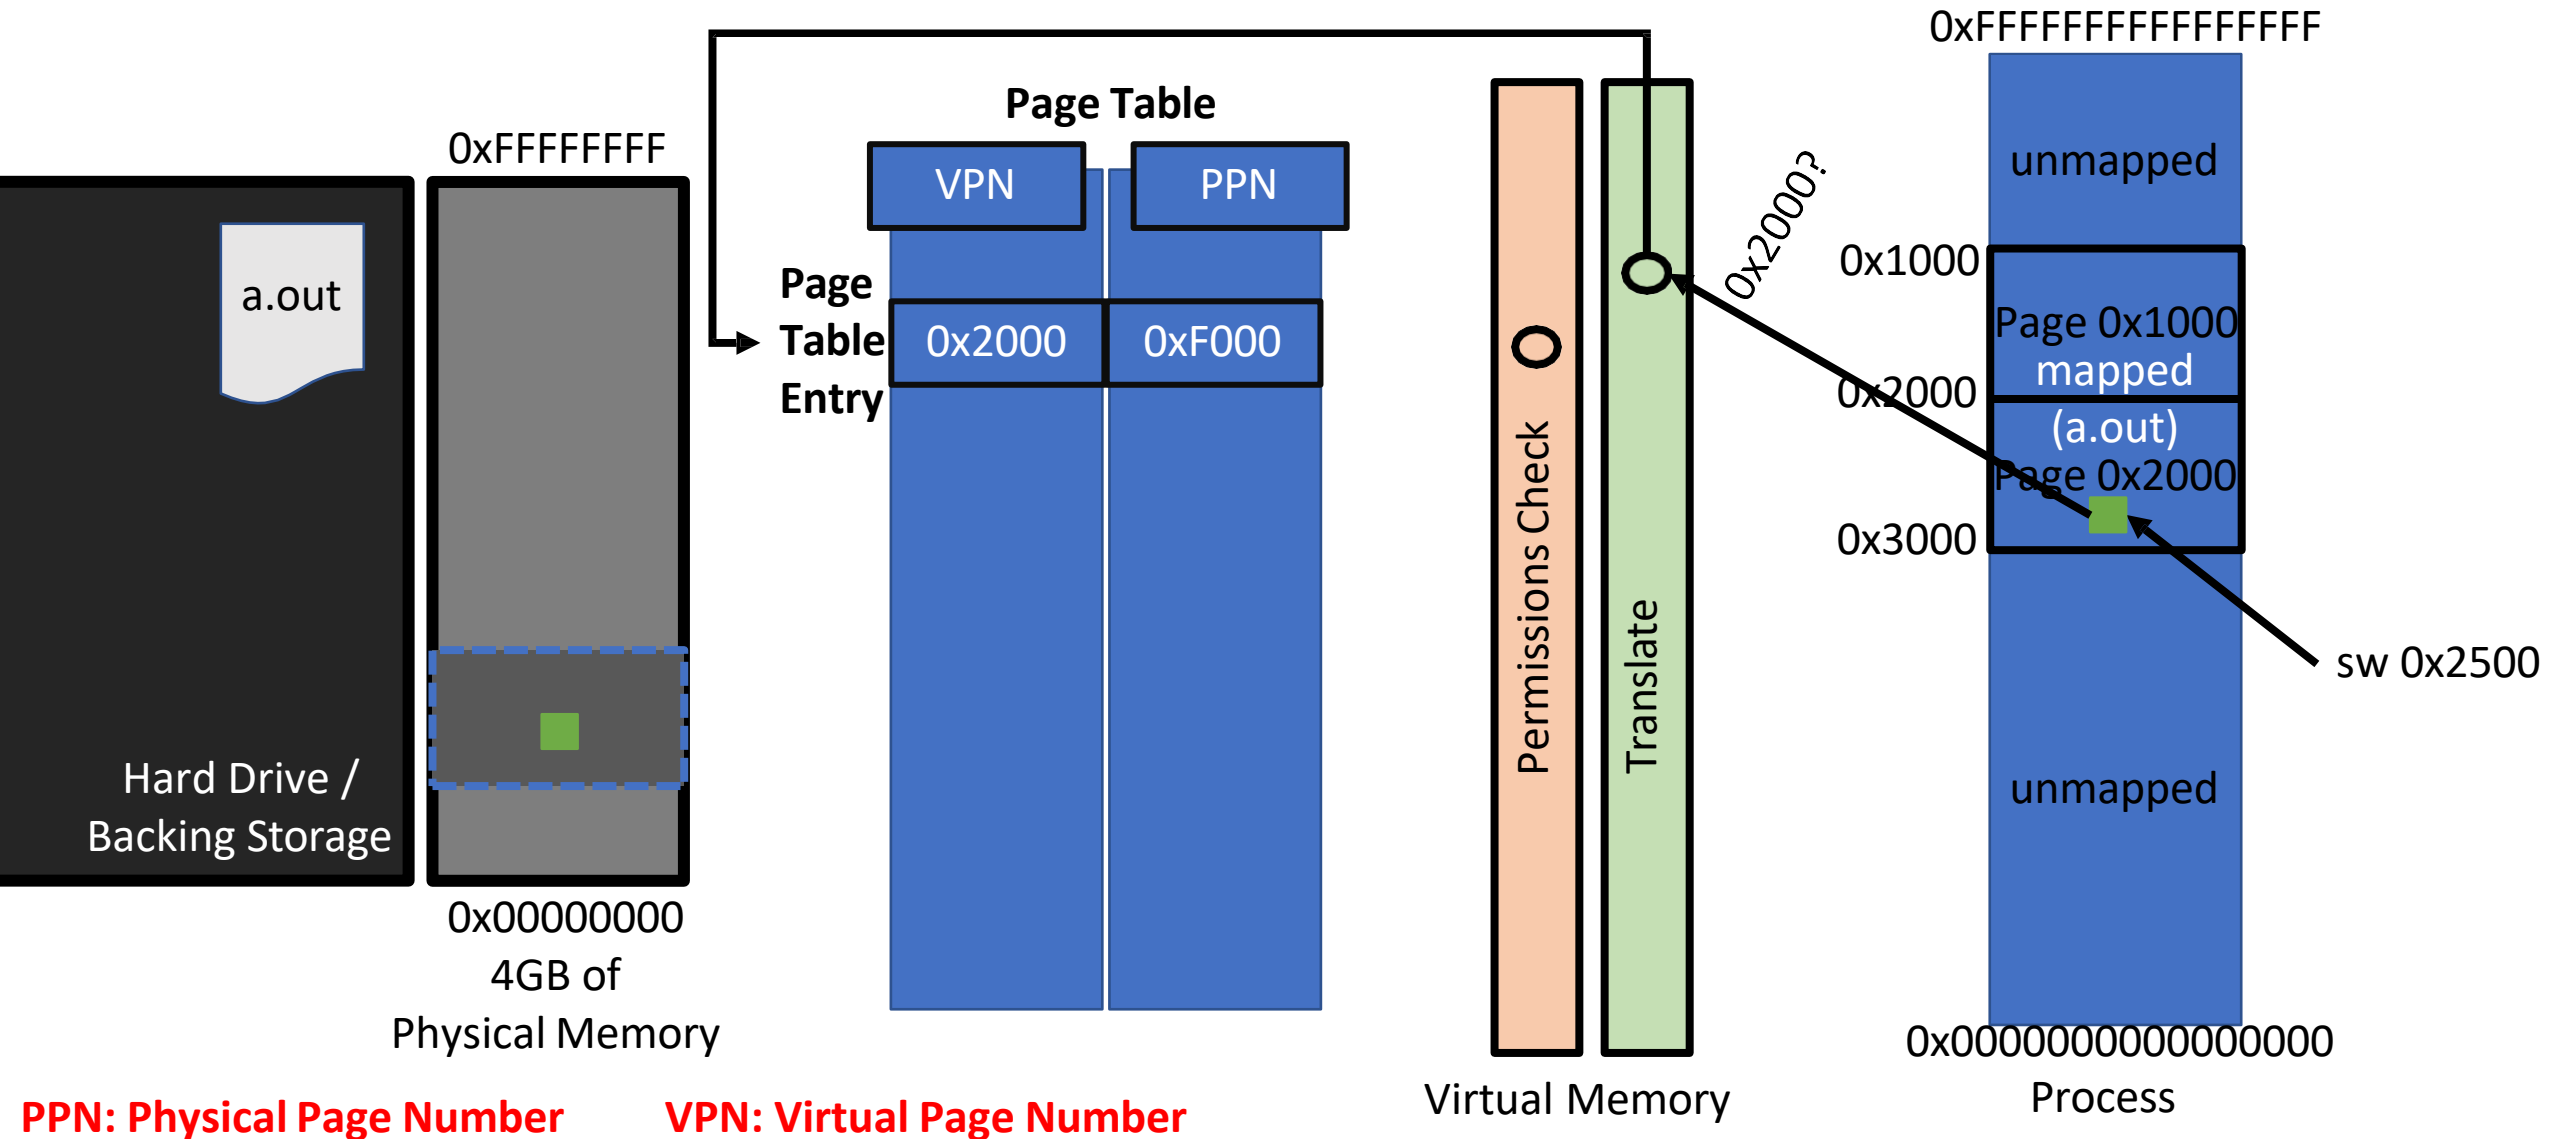 0xFFFFFFFFFFFFFFFF
Page Table
0xFFFFFFFF
VPN
PPN
unmapped
0x2000?
0x1000
a.out
Page
Table
Entry
0x2000
0xF000
Page 0x1000
mapped
0x2000
(a.out)
Page 0x2000
0x3000
Permissions Check
Translate
sw 0x2500
Hard Drive /
Backing Storage
unmapped
0x00000000
4GB of
Physical Memory
0x0000000000000000
Process
Virtual Memory
PPN: Physical Page Number
VPN: Virtual Page Number